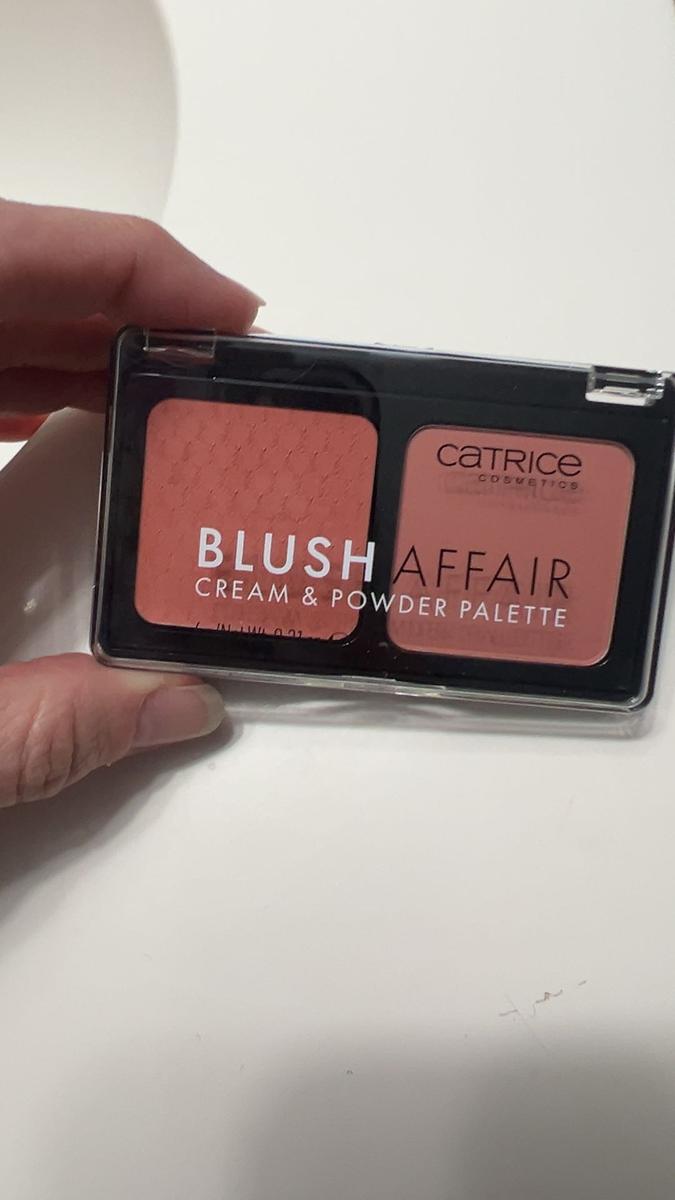 CATRICE
COSMETICS
BLUSH AFFAIR
CREAM & POWDER PALETTE